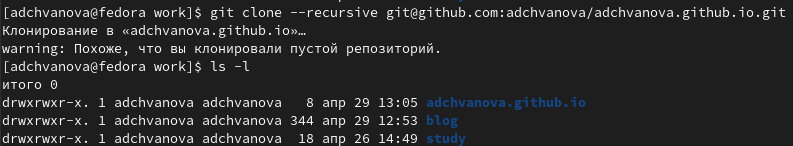 [adchvanova@fedora work]$ git clone --recursive git@github.com:adchvanova/adchvanova.github.io.git
Клонирование в «adchvanova.github.io»…
warning: Похоже, что вы клонировали пустой репозиторий.
[adchvanova@fedora work]$ ls -l
итого 0
drwxrwxr-x. 1 adchvanova adchvanova   8 апр 29 13:05 adchvanova.github.io
drwxrwxr-x. 1 adchvanova adchvanova 344 апр 29 12:53 blog
drwxrwxr-x. 1 adchvanova adchvanova  18 апр 26 14:49 study